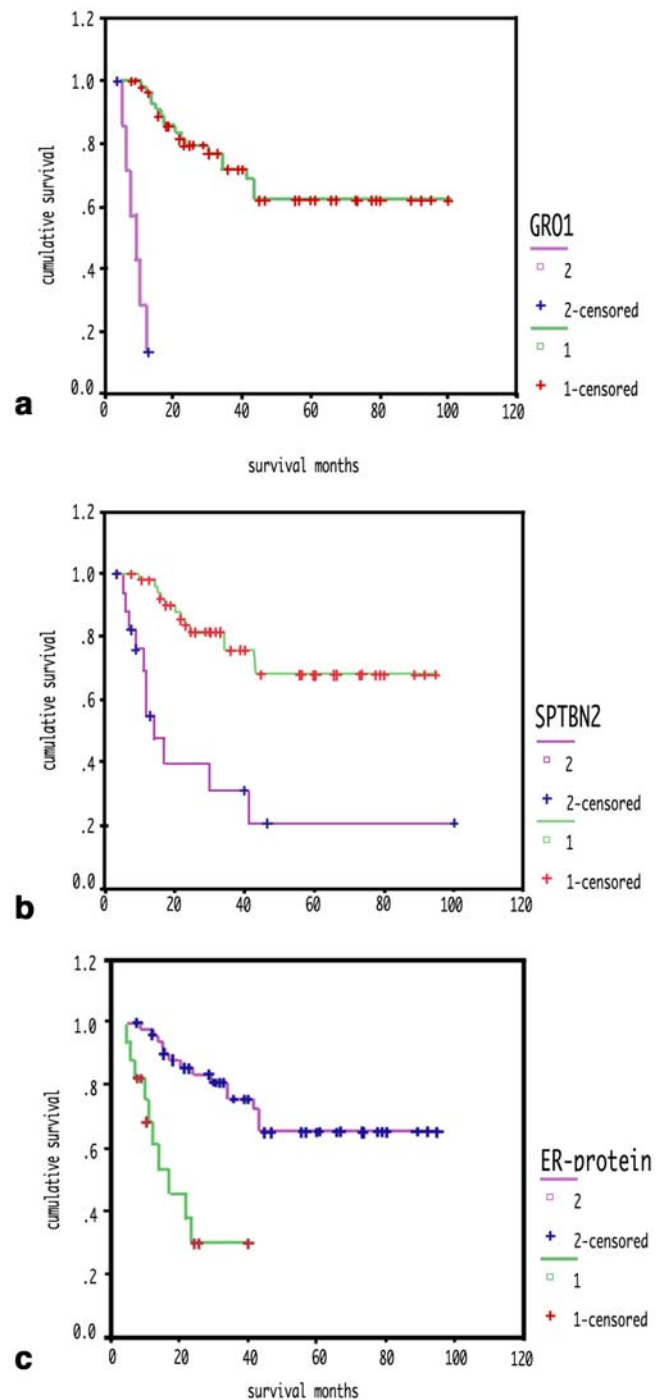 1.2
1.0
.8
.6
.4
.2
0.0
cumulative survival
0 20 40 60 80 100 120
survival months
GRO1
2
2-censored
1
1-censored
a
1.2
1.0
.8
.6
.4
.2
0.0
cumulative survival
0 20 40 60 80 100 120
SPTBN2
2
2-censored
1
1-censored
b
1.2
1.0
.8
.6
.4
.2
0.0
cumulative survival
0 20 40 60 80 100 120
survival months
ER-protein
2
2-censored
1
1-censored
c